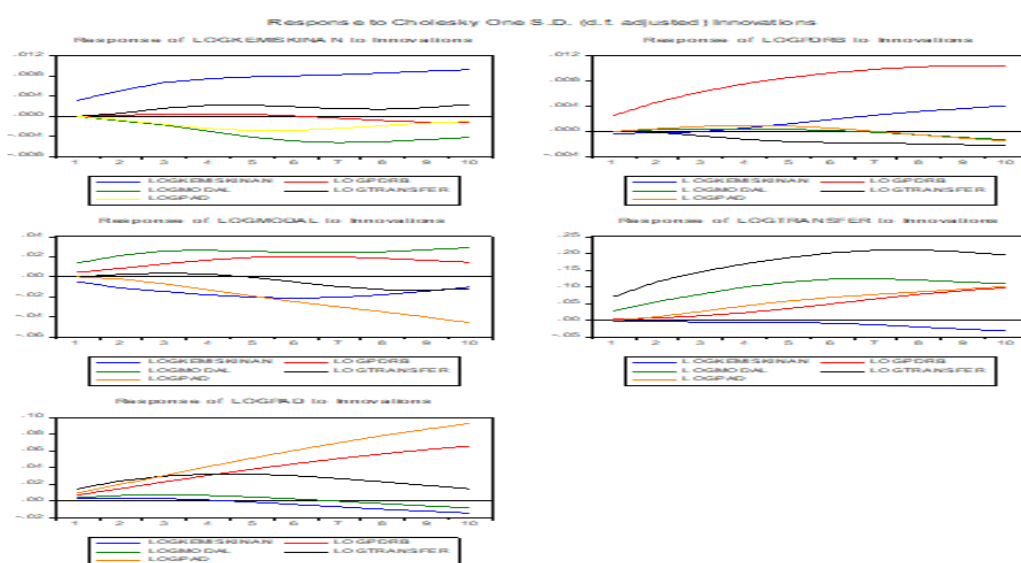 Response to Cholesky One S.D. (d.f. adjusted) Innovations
Response of LOGKEMISKINAN to Innovations
.012
.008
.004
.000
-.004
-.008
1 2 3 4 5 6 7 8 9 10
LOGKEMISKINAN LOGPDRB
LOGMODAL LOGTRANSFER
LOGPAD
Response of LOGPDRB to Innovations
.012
.008
.004
.000
-.004
1 2 3 4 5 6 7 8 9 10
LOGKEMISKINAN LOGPDRB
LOGMODAL LOGTRANSFER
LOGPAD
Response of LOGMODAL to Innovations
.04
.02
.00
-.02
-.04
-.06
1 2 3 4 5 6 7 8 9 10
LOGKEMISKINAN LOGPDRB
LOGMODAL LOGTRANSFER
LOGPAD
Response of LOGTRANSFER to Innovations
.25
.20
.15
.10
.05
.00
-.05
1 2 3 4 5 6 7 8 9 10
LOGKEMISKINAN LOGPDRB
LOGMODAL LOGTRANSFER
LOGPAD
Response of LOGPAD to Innovations
.10
.08
.06
.04
.02
.00
-.02
1 2 3 4 5 6 7 8 9 10
LOGKEMISKINAN LOGPDRB
LOGMODAL LOGTRANSFER
LOGPAD